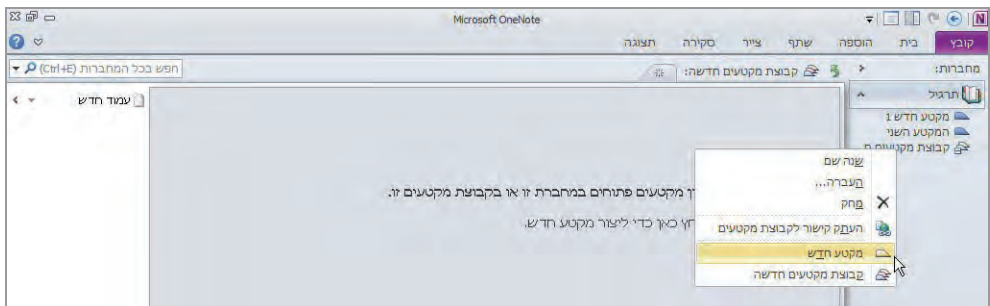 Microsoft OneNote
קובץ בית הוספה שתף צייר סקירה תצוגה
מחברות:
קבוצת מקטעים חדשה:
חפש בכל המחברות (Ctrl+E)
תרגיל
עמוד חדש
מקטע חדש 1
המקטע השני
קבוצת מקטעים
שנה שם
העברה...
מחק
העתק קישור לקבוצת מקטעים
מקטע חדש
קבוצת מקטעים חדשה
מקטעים פתוחים במחברת זו או בקבוצת מקטעים זו.
כאן כדי ליצור מקטע חדש.